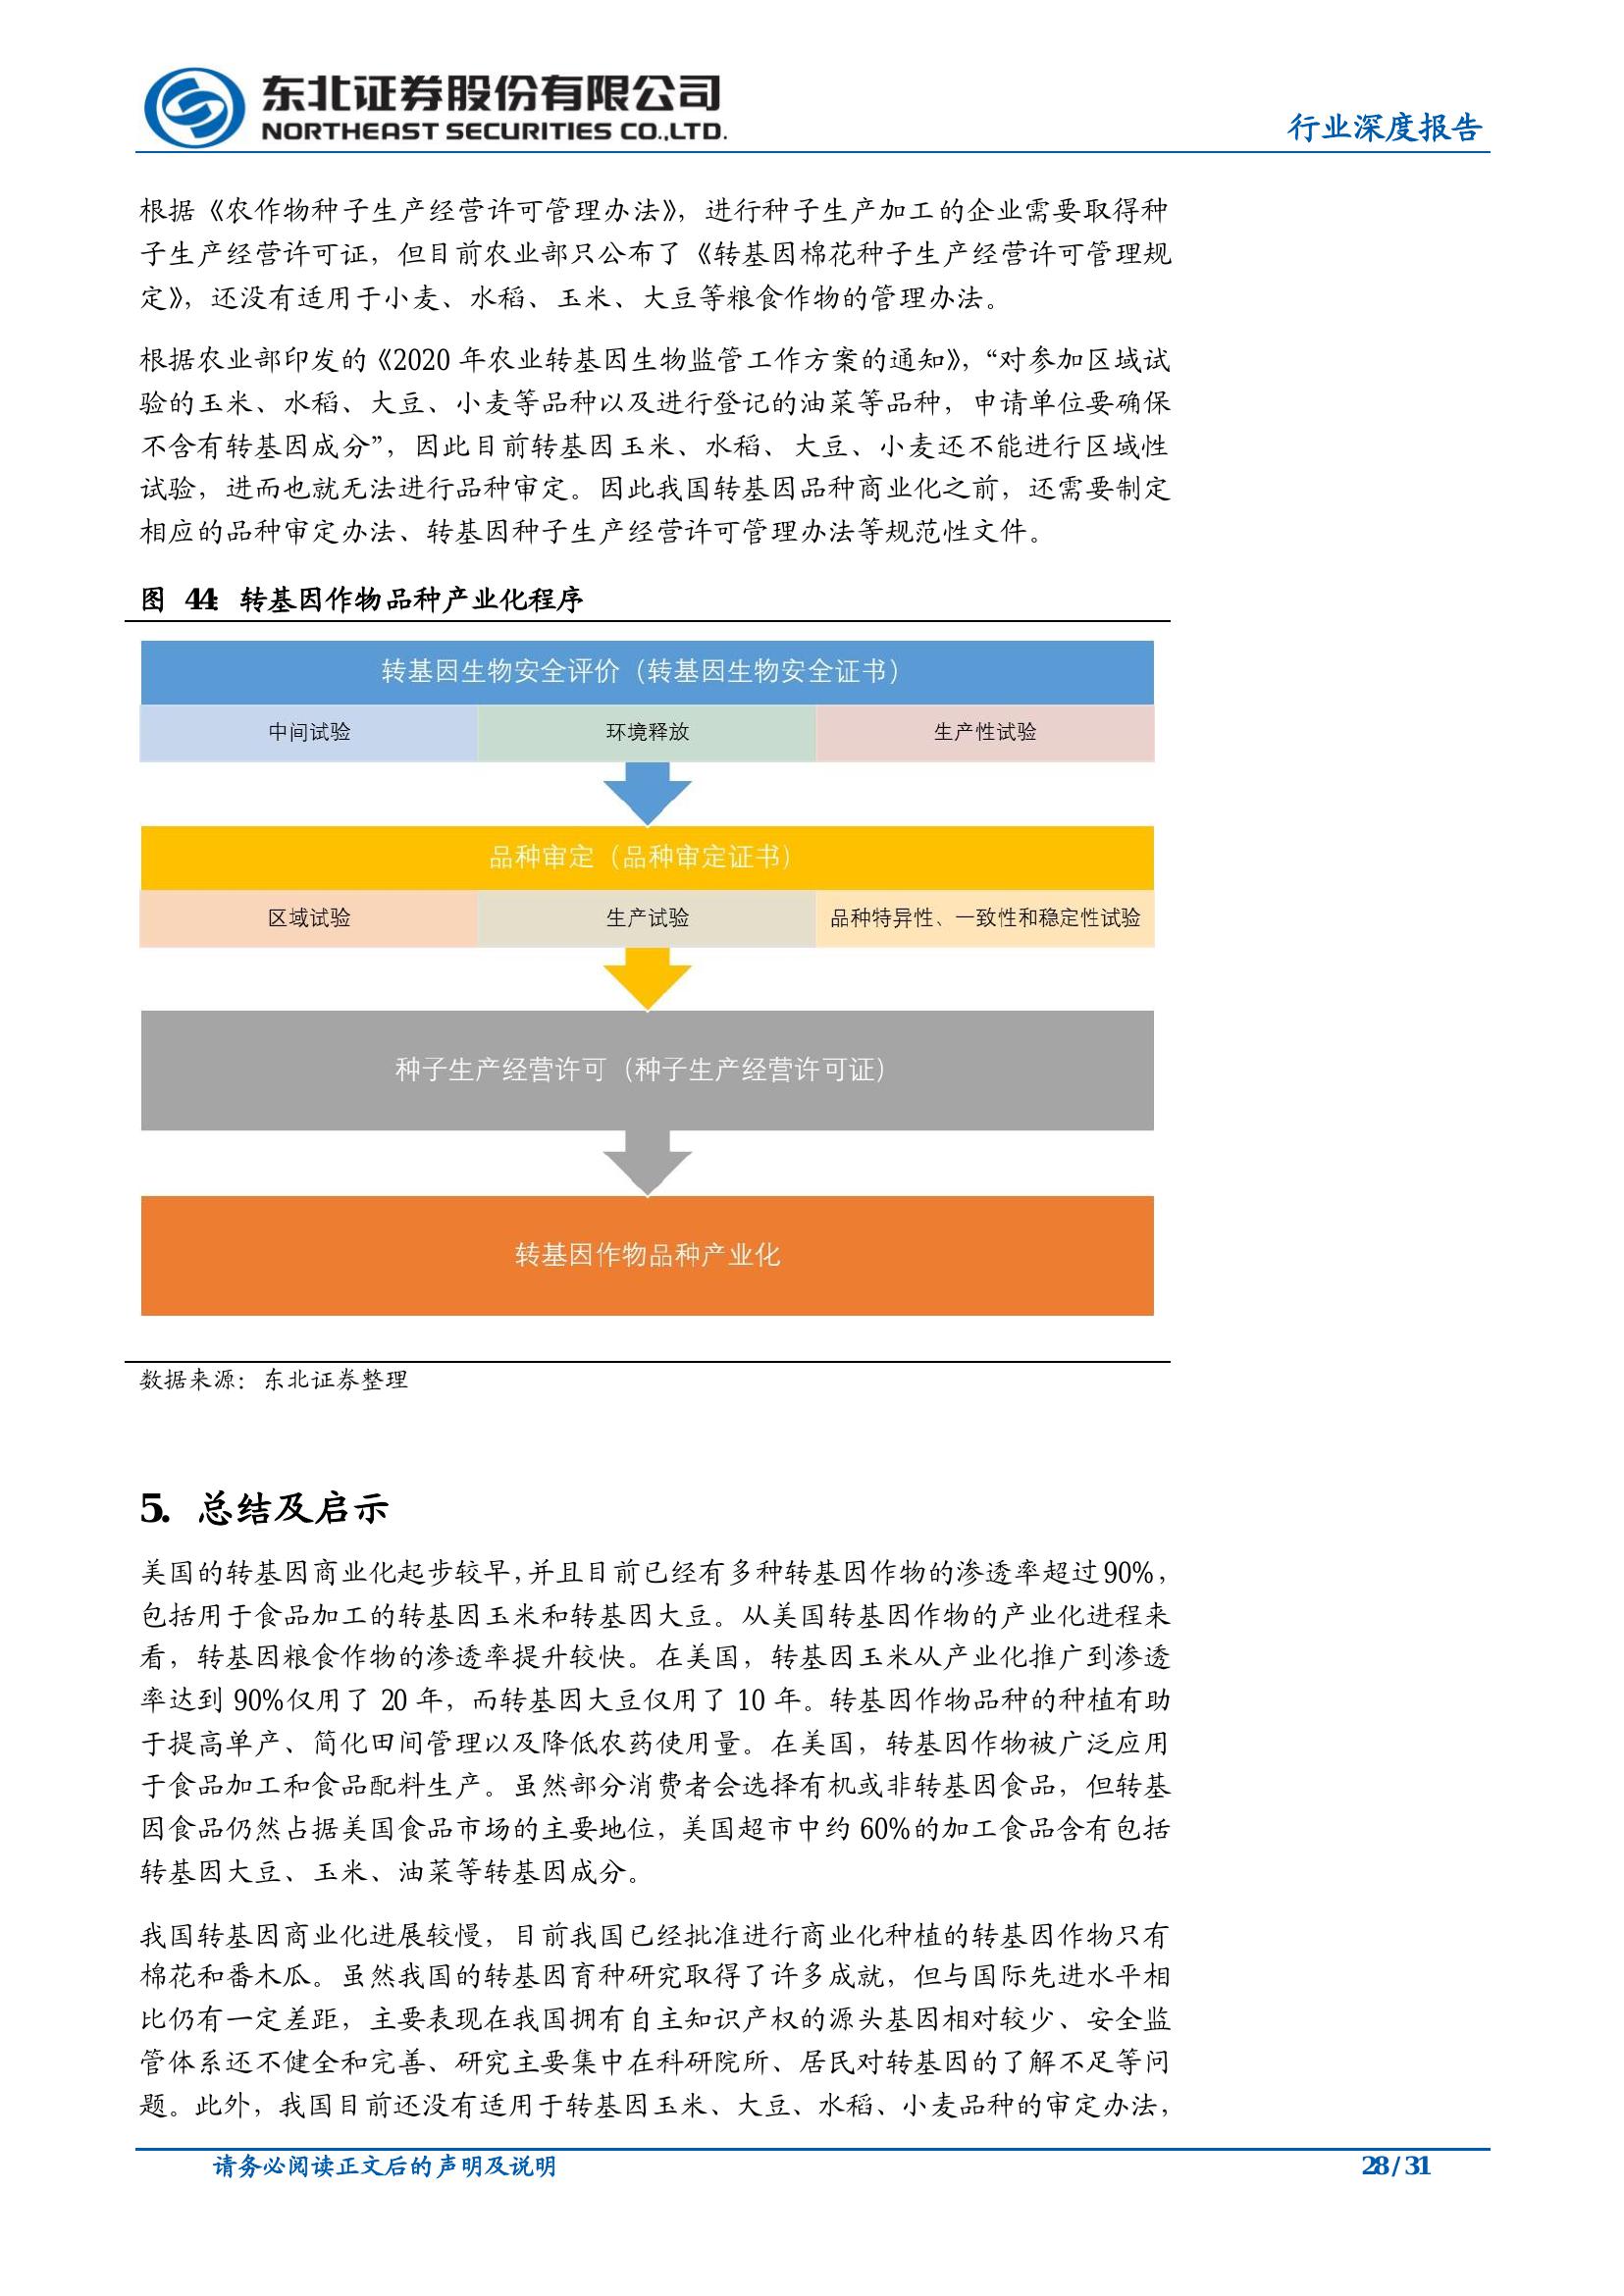 东北证券股份有限公司
NORTHEAST SECURITIES CO.,LTD.
行业深度报告
根据《农作物种子生产经营许可管理办法》，进行种子生产加工的企业需要取得种
子生产经营许可证，但目前农业部只公布了《转基因棉花种子生产经营许可管理规
定》，还没有适用于小麦、水稻、玉米、大豆等粮食作物的管理办法。
根据农业部印发的《2020 年农业转基因生物监管工作方案的通知》，“对参加区域试
验的玉米、水稻、大豆、小麦等品种以及进行登记的油菜等品种，申请单位要确保
不含有转基因成分”，因此目前转基因玉米、水稻、大豆、小麦还不能进行区域性
试验，进而也就无法进行品种审定。因此我国转基因品种商业化之前，还需要制定
相应的品种审定办法、转基因种子生产经营许可管理办法等规范性文件。
图 44：转基因作物品种产业化程序
转基因生物安全评价（转基因生物安全证书）
中间试验 环境释放 生产性试验
品种审定（品种审定证书）
区域试验 生产试验 品种特异性、一致性和稳定性试验
种子生产经营许可（种子生产经营许可证）
转基因作物品种产业化
数据来源：东北证券整理
5. 总结及启示
美国的转基因商业化起步较早，并且目前已经有多种转基因作物的渗透率超过 90%，
包括用于食品加工的转基因玉米和转基因大豆。从美国转基因作物的产业化进程来
看，转基因粮食作物的渗透率提升较快。在美国，转基因玉米从产业化推广到渗透
率达到 90%仅用了 20 年，而转基因大豆仅用了 10 年。转基因作物品种的种植有助
于提高单产、简化田间管理以及降低农药使用量。在美国，转基因作物被广泛应用
于食品加工和食品配料生产。虽然部分消费者会选择有机或非转基因食品，但转基
因食品仍然占据美国食品市场的主要地位，美国超市中约 60%的加工食品含有包括
转基因大豆、玉米、油菜等转基因成分。
我国转基因商业化进展较慢，目前我国已经批准进行商业化种植的转基因作物只有
棉花和番木瓜。虽然我国的转基因育种研究取得了许多成就，但与国际先进水平相
比仍有一定差距，主要表现在我国拥有自主知识产权的源头基因相对较少、安全监
管体系还不健全和完善、研究主要集中在科研院所、居民对转基因的了解不足等问
题。此外，我国目前还没有适用于转基因玉米、大豆、水稻、小麦品种的审定办法，
请务必阅读正文后的声明及说明
28 / 31